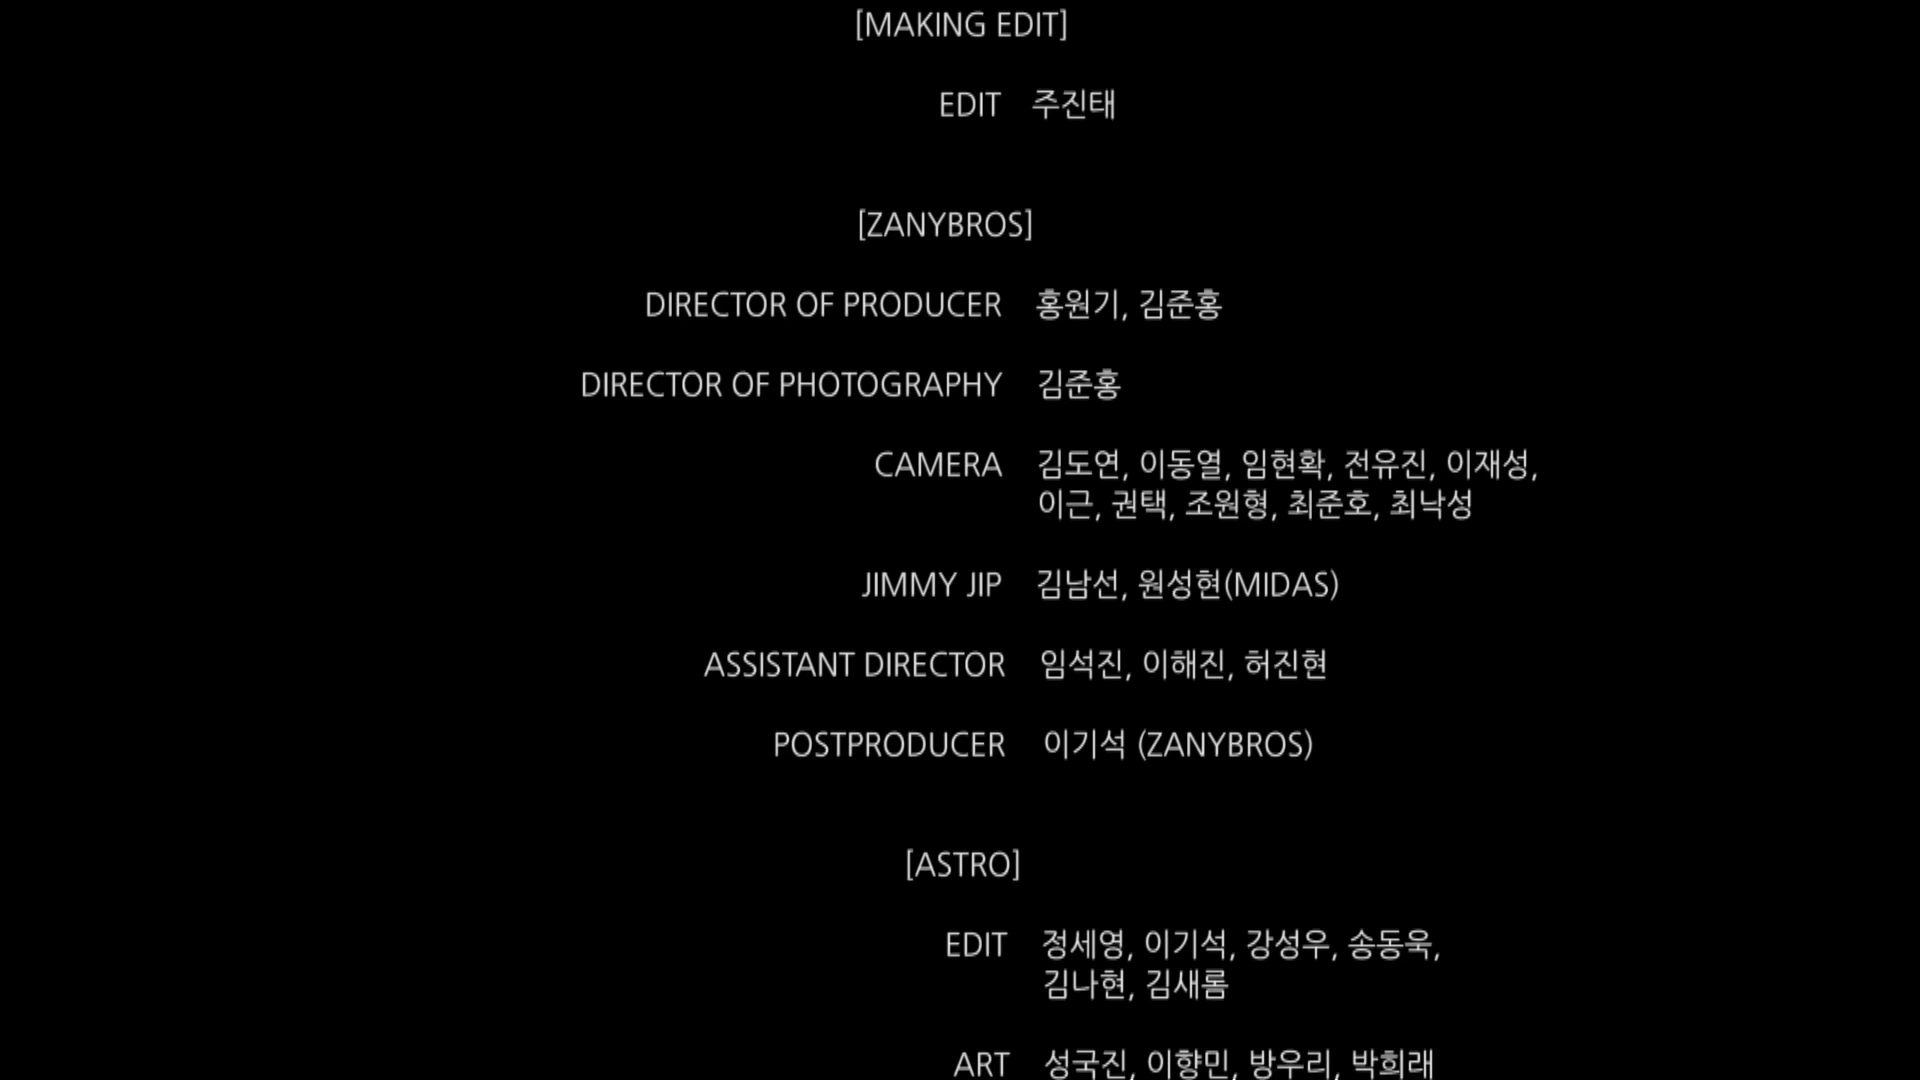 [MAKING EDIT]
EDIT 주진태
[ZANYBROS]
DIRECTOR OF PRODUCER 홍원기, 김준홍
DIRECTOR OF PHOTOGRAPHY 김준홍
CAMERA 김도연, 이동열, 임현확, 전유진, 이재성,
이근, 권택, 조원형, 최준호, 최낙성
JIMMY JIP 김남선, 원성현(MIDAS)
ASSISTANT DIRECTOR 임석진, 이해진, 허진현
POSTPRODUCER 이기석 (ZANYBROS)
[ASTRO]
EDIT 정세영, 이기석, 강성우, 송동욱,
김나현, 김새롬
ART 성국진, 이향민, 방우리, 박희래